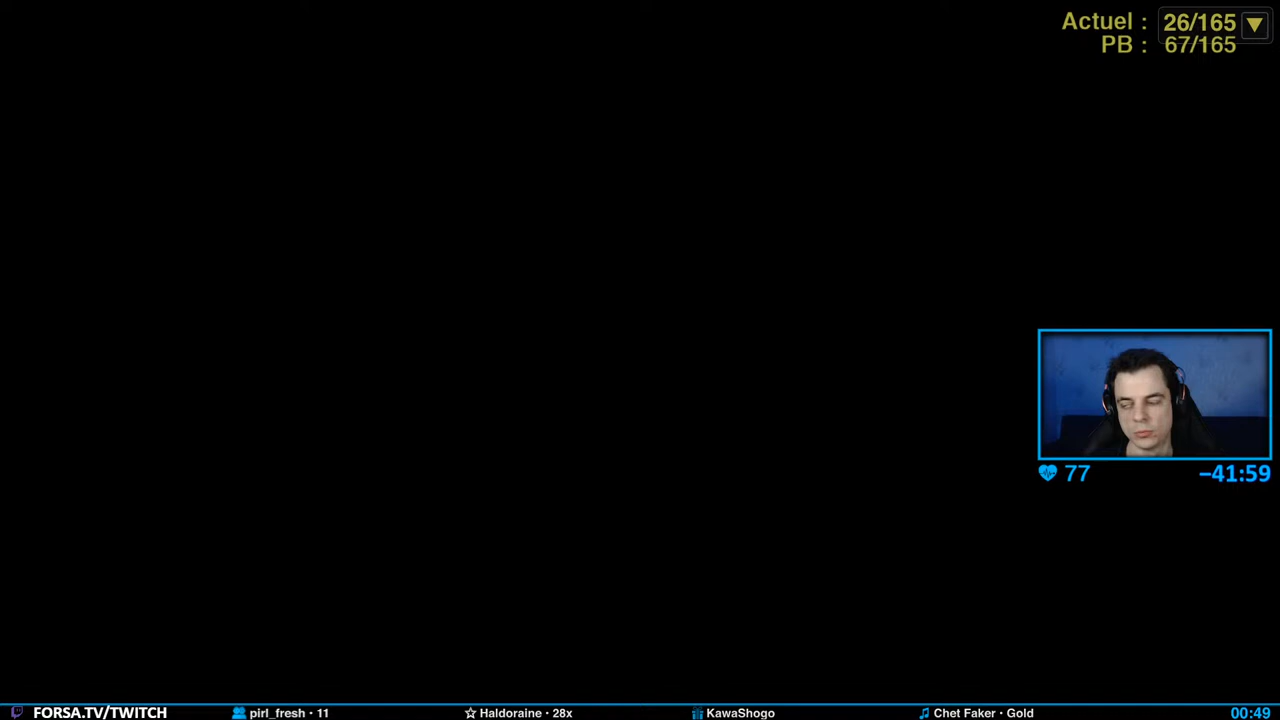 Actuel : 26/165
PB : 67/165
77 -41:59
FORSA.TV/TWITCH pirl_fresh • 11 Haldoraine • 28x KawaShogo Chet Faker • Gold 00:49